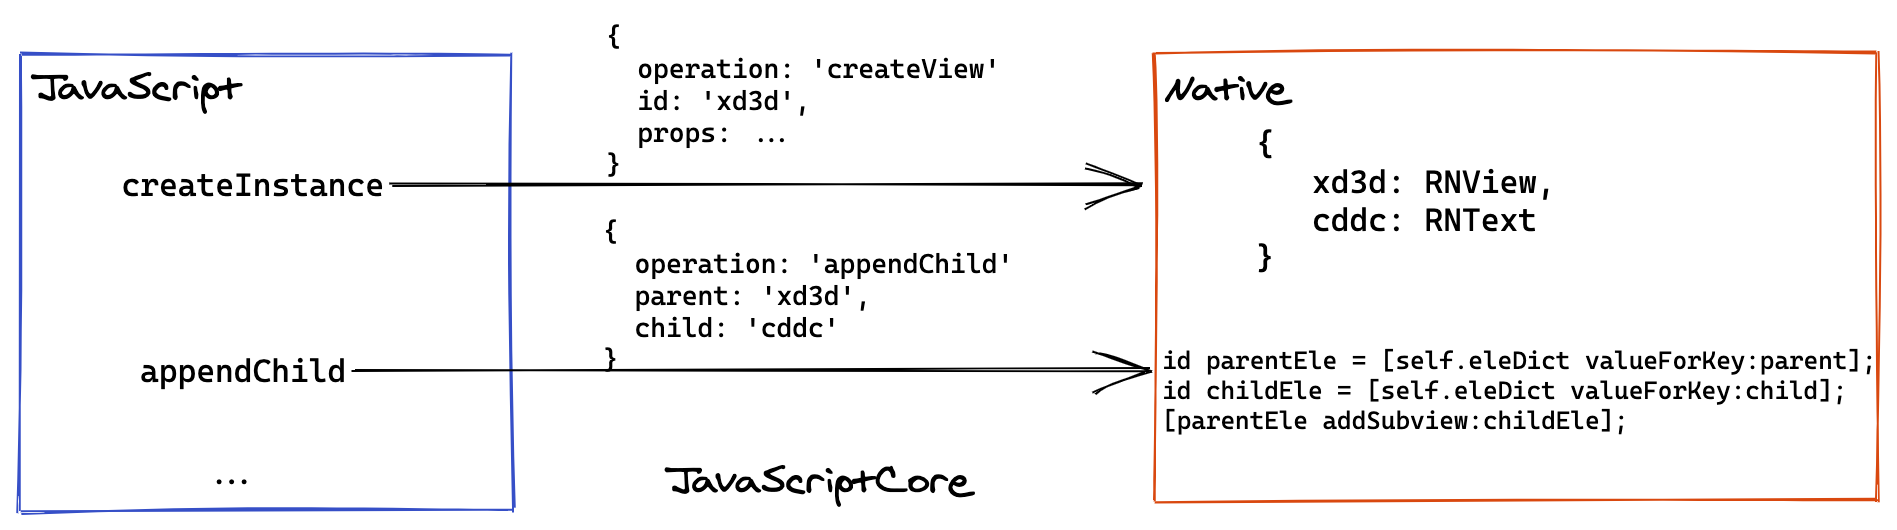 JavaScript
{
operation: 'createView'
id: 'xd3d',
props: ...
}
createInstance
{
operation: 'appendChild'
parent: 'xd3d',
child: 'cddc'
}
appendChild
...
JavaScriptCore
Native
{
xd3d: RNView,
cddc: RNText
}
id parentEle = [self.eleDict valueForKey:parent];
id childEle = [self.eleDict valueForKey:child];
[parentEle addSubview:childEle];